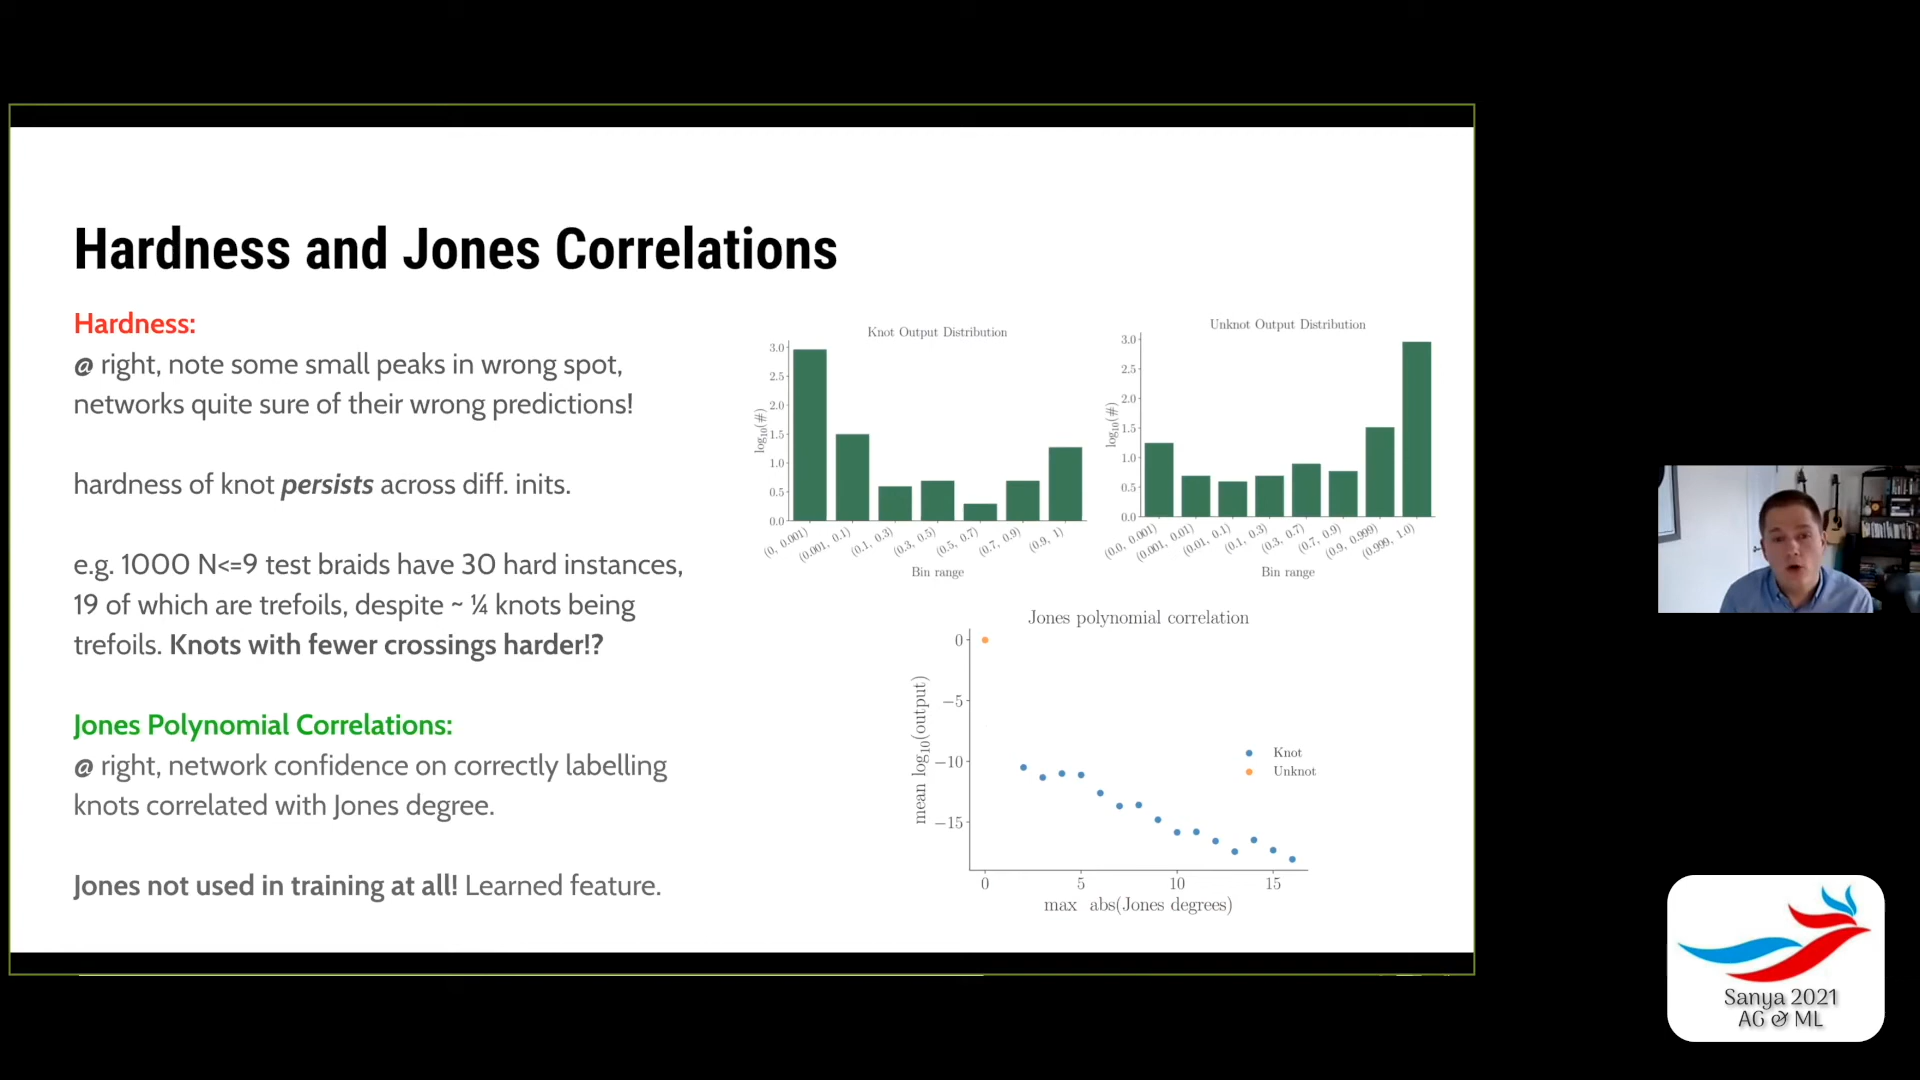 Hardness and Jones Correlations
Hardness:
@ right, note some small peaks in wrong spot,
networks quite sure of their wrong predictions!
hardness of knot persists across diff. inits.
e.g. 1000 N<=9 test braids have 30 hard instances,
19 of which are trefoils, despite ~ ¼ knots being
trefoils. Knots with fewer crossings harder!?
Jones Polynomial Correlations:
@ right, network confidence on correctly labelling
knots correlated with Jones degree.
Jones not used in training at all! Learned feature.
Knot Output Distribution
log₁₀(#)
3.0
2.5
2.0
1.5
1.0
0.5
0.0
(0, 0.001)
(0.001, 0.1)
(0.1, 0.3)
(0.3, 0.5)
(0.5, 0.7)
(0.7, 0.9)
(0.9, 1)
Bin range
Unknot Output Distribution
log₁₀(#)
3.0
2.5
2.0
1.5
1.0
0.5
0.0
(0.0, 0.001)
(0.001, 0.01)
(0.01, 0.1)
(0.1, 0.3)
(0.3, 0.7)
(0.7, 0.9)
(0.9, 0.999)
(0.999, 1.0)
Bin range
Jones polynomial correlation
mean log₁₀(output)
0
−5
−10
−15
Knot
Unknot
0 5 10 15
max abs(Jones degrees)
Sanya 2021
AG & ML